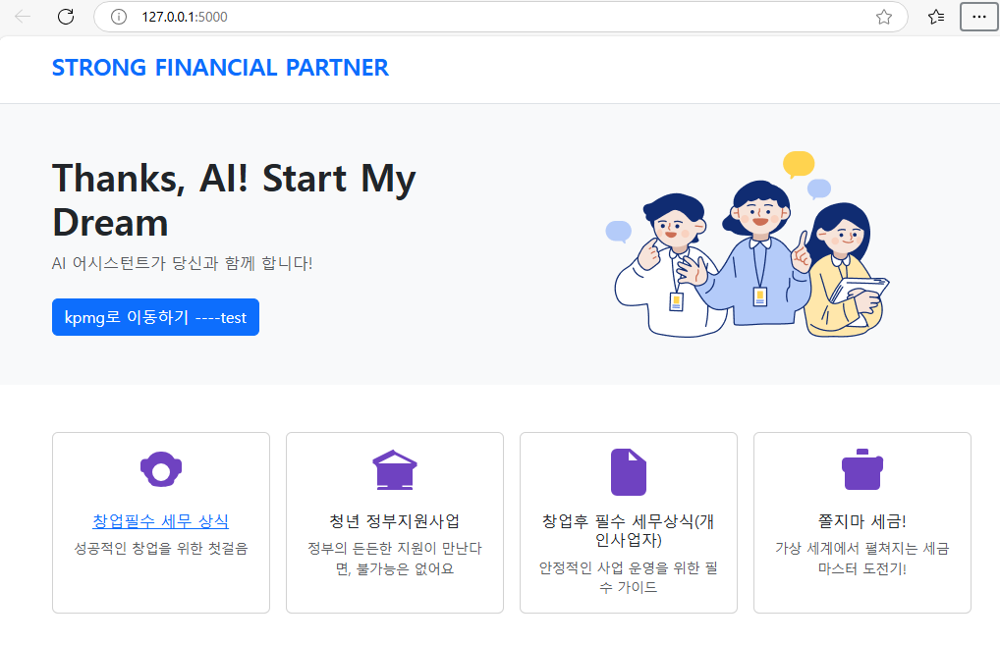 127.0.0.1:5000
STRONG FINANCIAL PARTNER
Thanks, AI! Start My
Dream
AI 어시스턴트가 당신과 함께 합니다!
kpmg로 이동하기 ----test
창업필수 세무 상식
성공적인 창업을 위한 첫걸음
청년 정부지원사업
정부의 든든한 지원이 만난다
면, 불가능은 없어요
창업후 필수 세무상식(개
인사업자)
안정적인 사업 운영을 위한 필
수 가이드
쫄지마 세금!
가상 세계에서 펼쳐지는 세금
마스터 도전기!